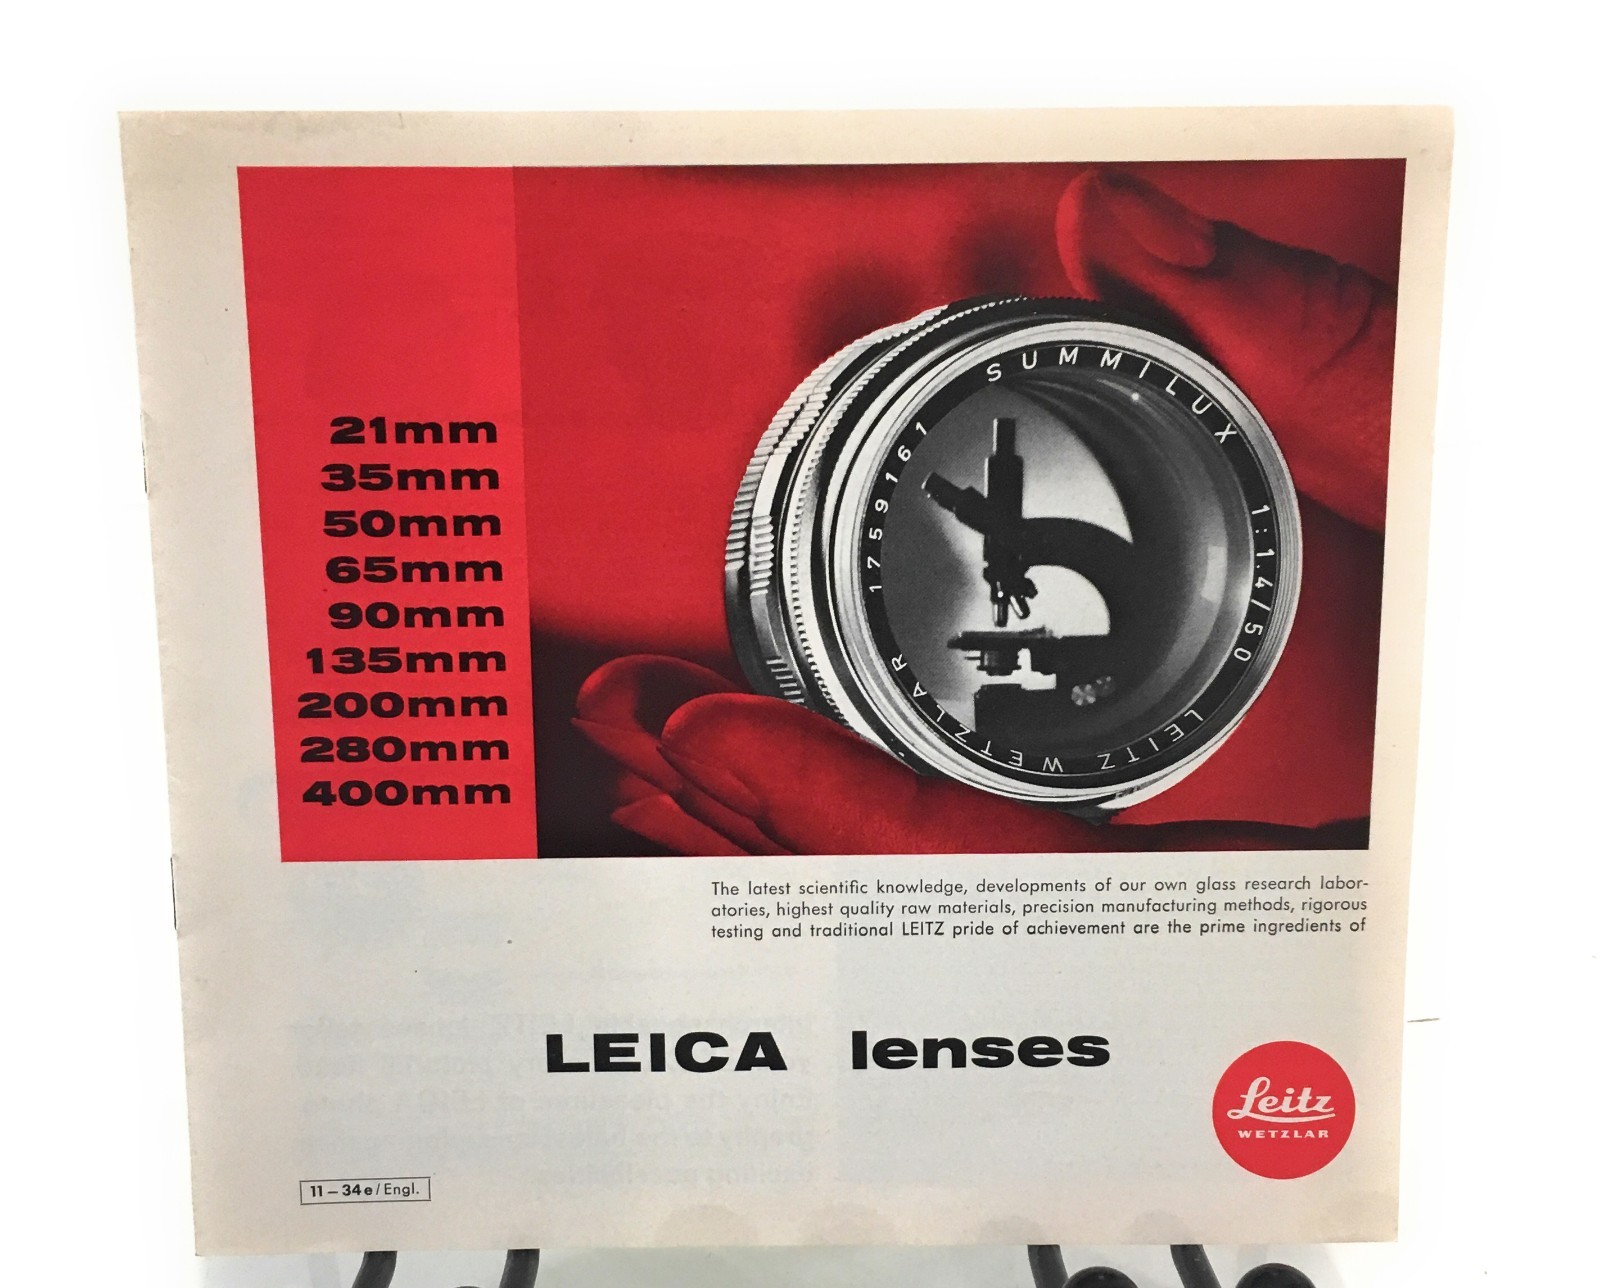 21mm
35mm
50mm
65mm
90mm
135mm
200mm
280mm
400mm
SUMMILUX 1:1.4/50 LEITZ WETZLAR 1759161
The latest scientific knowledge, developments of our own glass research labor-
atories, highest quality raw materials, precision manufacturing methods, rigorous
testing and traditional LEITZ pride of achievement are the prime ingredients of
LEICA lenses
Leitz
WETZLAR
11 – 34e/Engl.